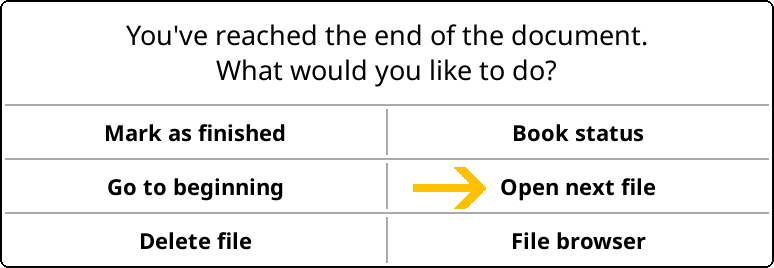 You've reached the end of the document.
What would you like to do?
Mark as finished
Book status
Go to beginning
Open next file
Delete file
File browser